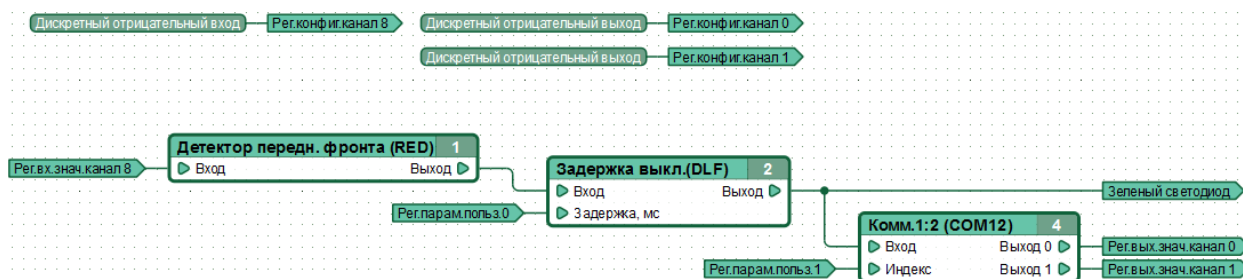 Дискретный отрицательный вход
Рег.конфиг.канал 8
Дискретный отрицательный выход
Рег.конфиг.канал 0
Дискретный отрицательный выход
Рег.конфиг.канал 1
Детектор передн. фронта (RED) 1
Рег.вх.знач.канал 8
Вход Выход
Задержка выкл.(DLF) 2
Вход Выход
Зеленый светодиод
Рег.парам.польз.0
Задержка, мс
Комм.1:2 (COM12) 4
Вход Выход 0
Рег.вых.знач.канал 0
Рег.парам.польз.1
Индекс Выход 1
Рег.вых.знач.канал 1